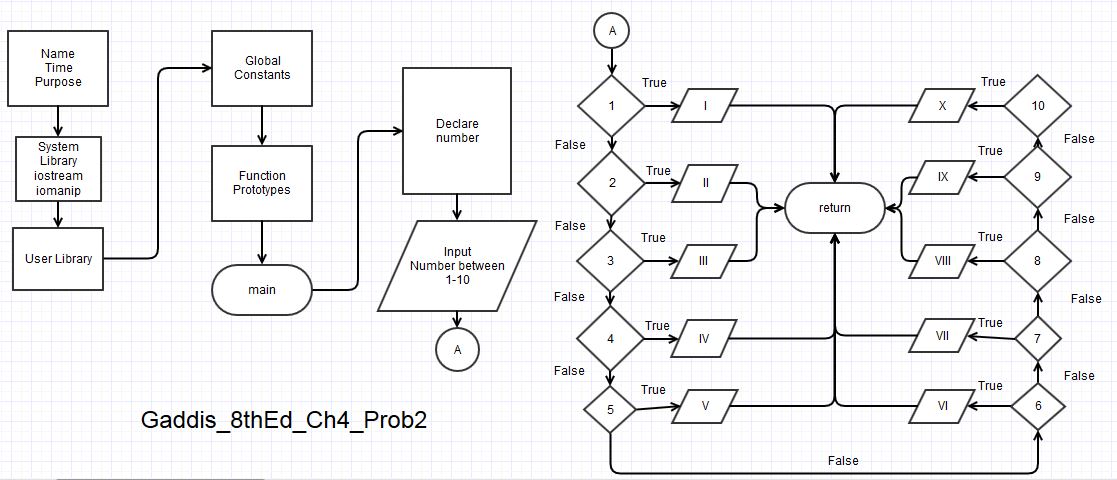 Name
Time
Purpose
System
Library
iostream
iomanip
User Library
Global
Constants
Function
Prototypes
main
Declare
number
Input
Number between
1-10
A
Gaddis_8thEd_Ch4_Prob2
A
1
True
I
False
2
True
II
False
3
True
III
False
4
True
IV
False
5
True
V
False
return
10
True
X
False
9
True
IX
False
8
True
VIII
False
7
True
VII
False
6
True
VI